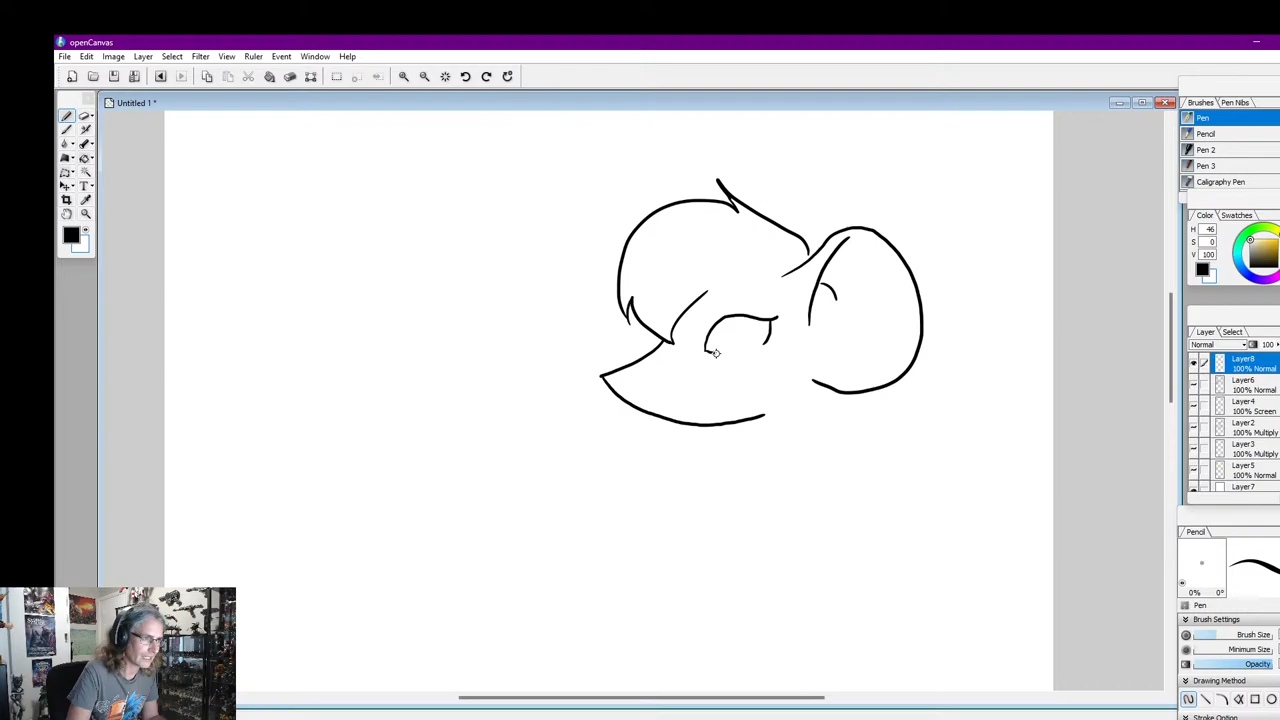 openCanvas
File Edit Image Layer Select Filter View Ruler Event Window Help
Untitled 1 *
Brushes Pen Nibs
Pen
Pencil
Pen 2
Pen 3
Caligraphy Pen
Color Swatches
H 46
S 0
V 100
Layer Select
Normal 100
Layer8
100% Normal
Layer6
100% Normal
Layer4
100% Screen
Layer2
100% Multiply
Layer3
100% Multiply
Layer5
100% Normal
Layer7
Pencil
0% 0°
Pen
Brush Settings
Brush Size
Minimum Size
Opacity
Drawing Method
Stroke Option